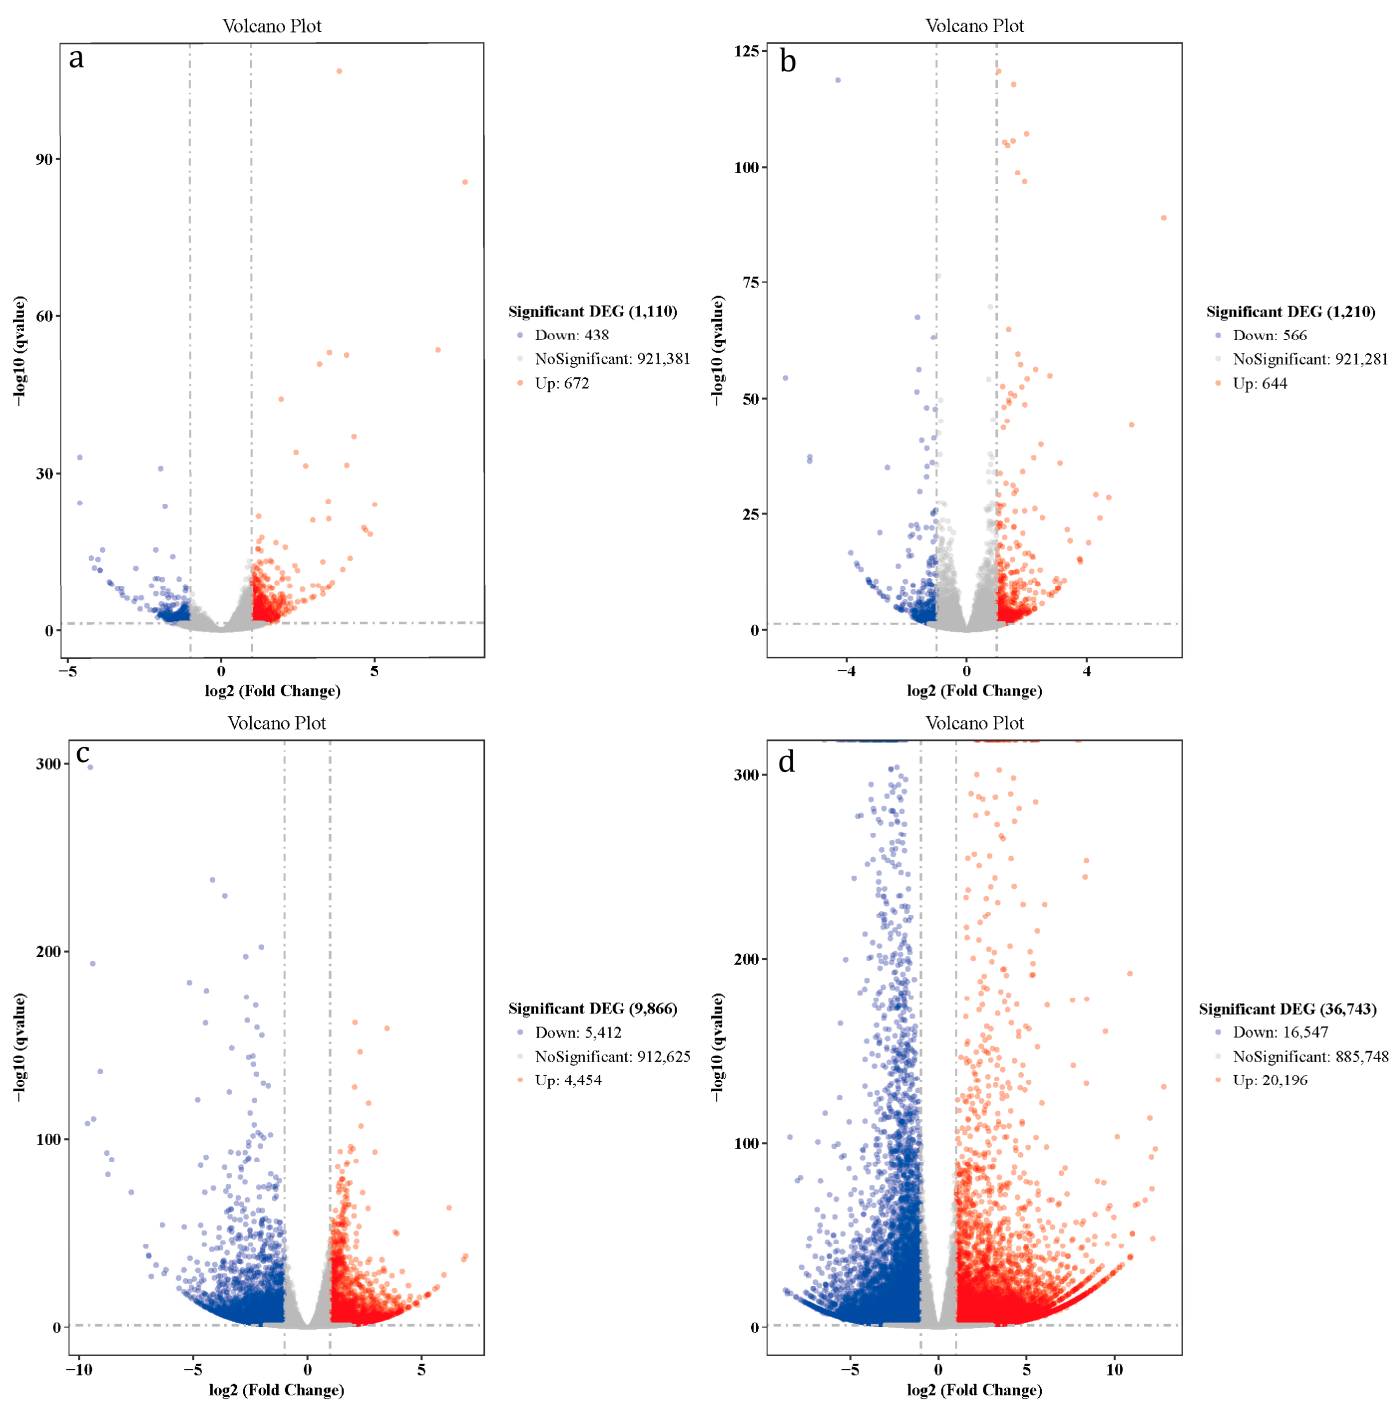 Volcano Plot
a
90
60
30
0
−5
0
5
−log10 (qvalue)
log2 (Fold Change)
Significant DEG (1,110)
Down: 438
NoSignificant: 921,381
Up: 672
Volcano Plot
b
125
100
75
50
25
0
−4
0
4
−log10 (qvalue)
log2 (Fold Change)
Significant DEG (1,210)
Down: 566
NoSignificant: 921,281
Up: 644
Volcano Plot
c
300
200
100
0
−10
−5
0
5
−log10 (qvalue)
log2 (Fold Change)
Significant DEG (9,866)
Down: 5,412
NoSignificant: 912,625
Up: 4,454
Volcano Plot
d
300
200
100
0
−5
0
5
10
−log10 (qvalue)
log2 (Fold Change)
Significant DEG (36,743)
Down: 16,547
NoSignificant: 885,748
Up: 20,196